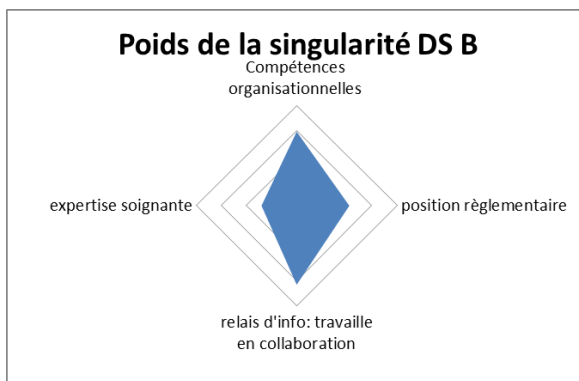 Poids de la singularité DS B
Compétences
organisationnelles
expertise soignante
position règlementaire
relais d'info: travaille
en collaboration